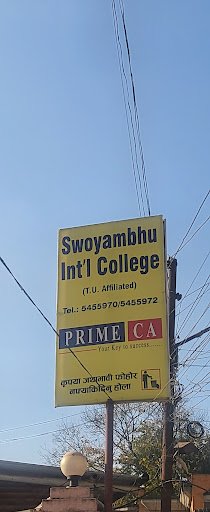 Swoyambhu
Int'l College
(T.U. Affiliated)
Tel.: 5455970/5455972
PRIME CA
Your Key to success......
कृपया जथाभावी फोहोर
नफ्याँकिदिनु होला